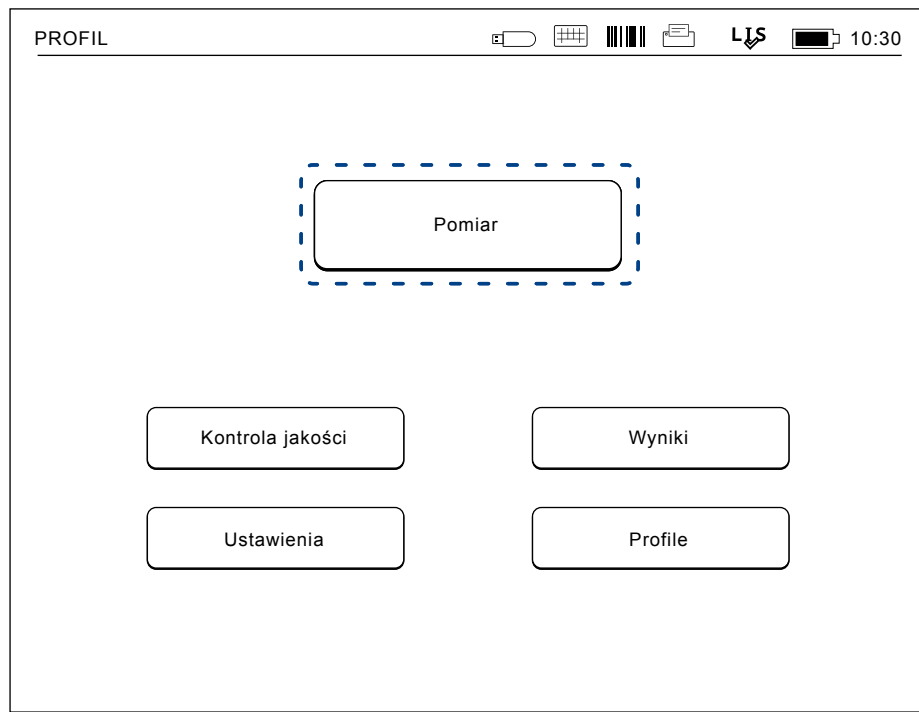 PROFIL LIS 10:30
Pomiar
Kontrola jakości Wyniki
Ustawienia Profile